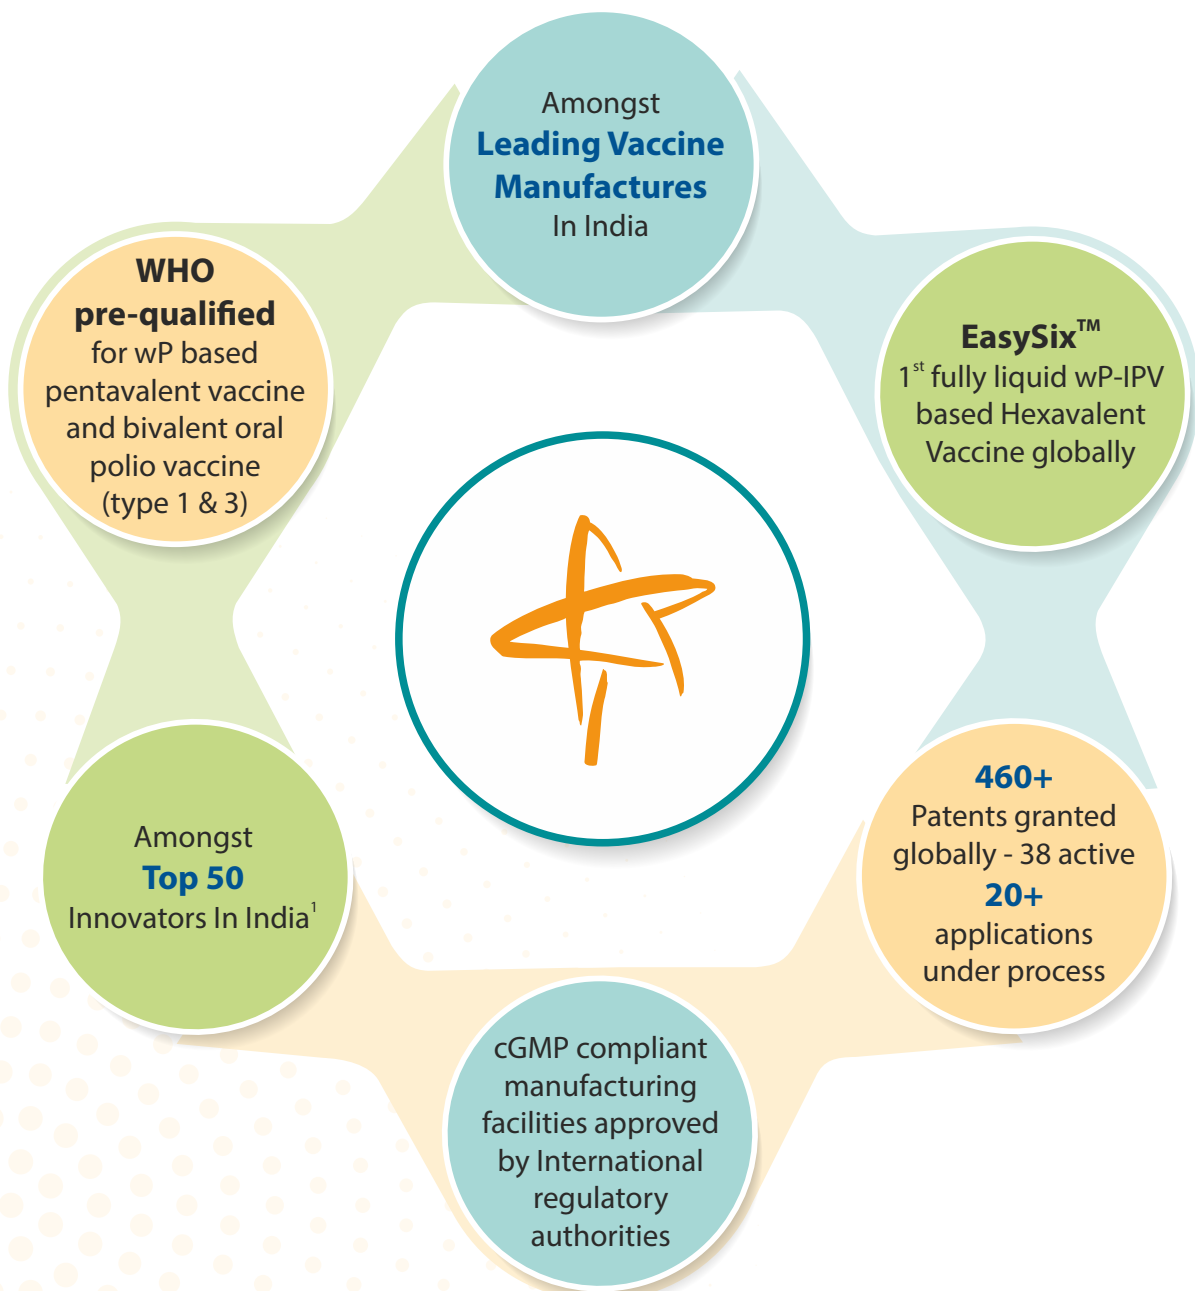 Amongst
Leading Vaccine
Manufactures
In India
EasySix™
1st fully liquid wP-IPV
based Hexavalent
Vaccine globally
460+
Patents granted
globally - 38 active
20+
applications
under process
cGMP compliant
manufacturing
facilities approved
by International
regulatory
authorities
Amongst
Top 50
Innovators In India1
WHO
pre-qualified
for wP based
pentavalent vaccine
and bivalent oral
polio vaccine
(type 1 & 3)